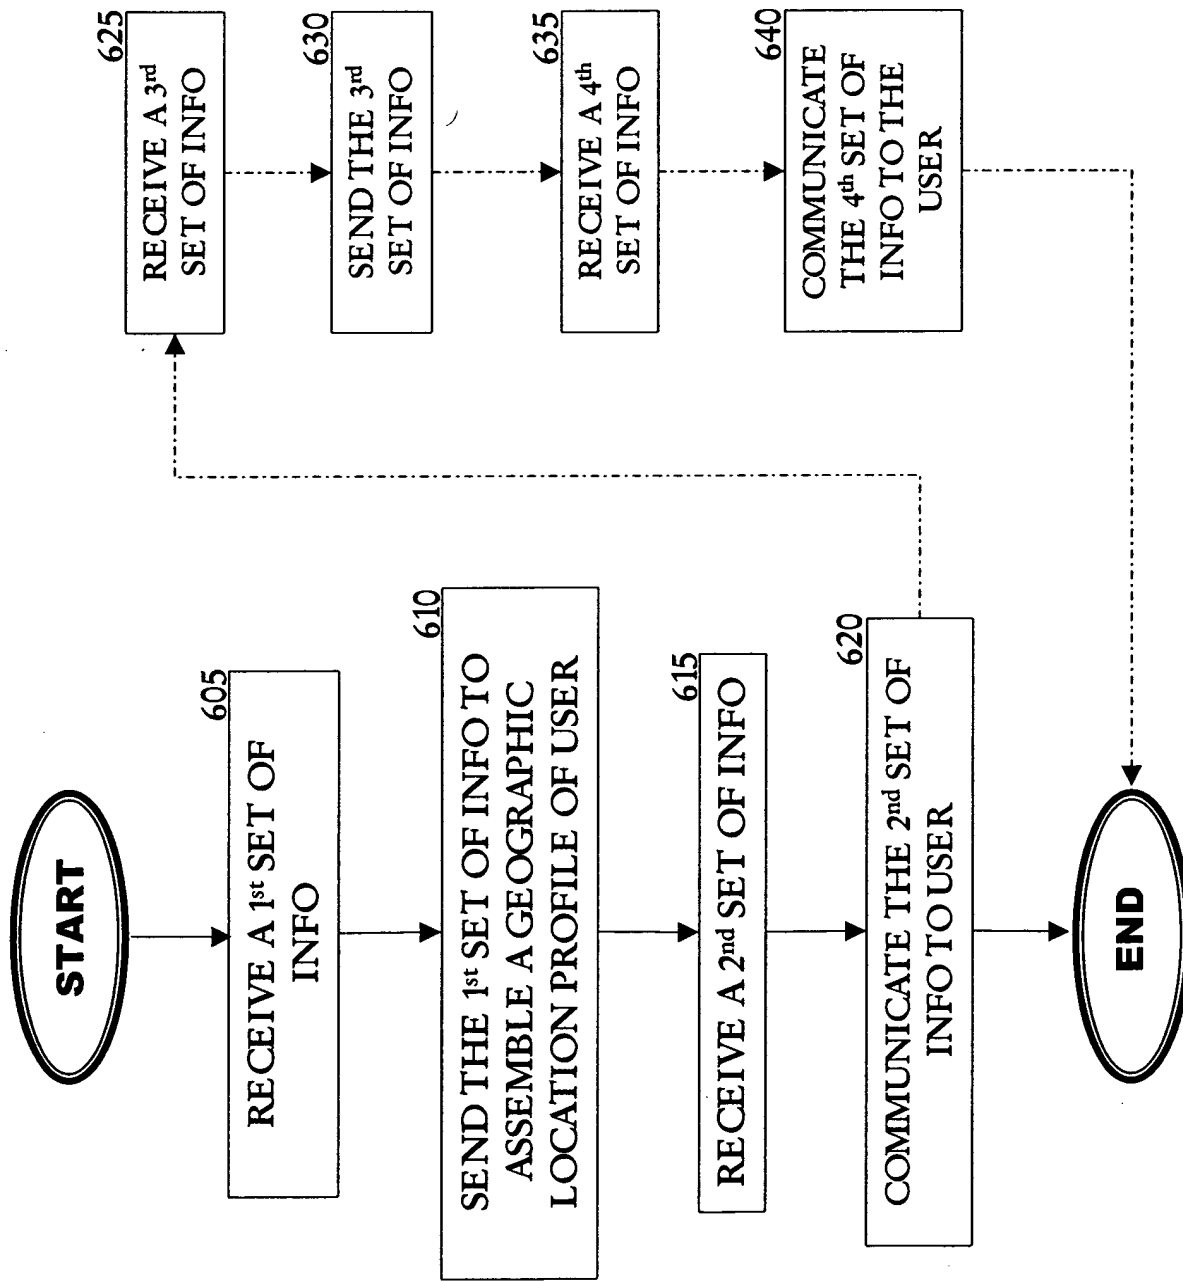 START
605
RECEIVE A 1st SET OF
INFO
610
SEND THE 1st SET OF INFO TO
ASSEMBLE A GEOGRAPHIC
LOCATION PROFILE OF USER
615
RECEIVE A 2nd SET OF INFO
620
COMMUNICATE THE 2nd SET OF
INFO TO USER
END
625
RECEIVE A 3rd
SET OF INFO
630
SEND THE 3rd
SET OF INFO
635
RECEIVE A 4th
SET OF INFO
640
COMMUNICATE
THE 4th SET OF
INFO TO THE
USER